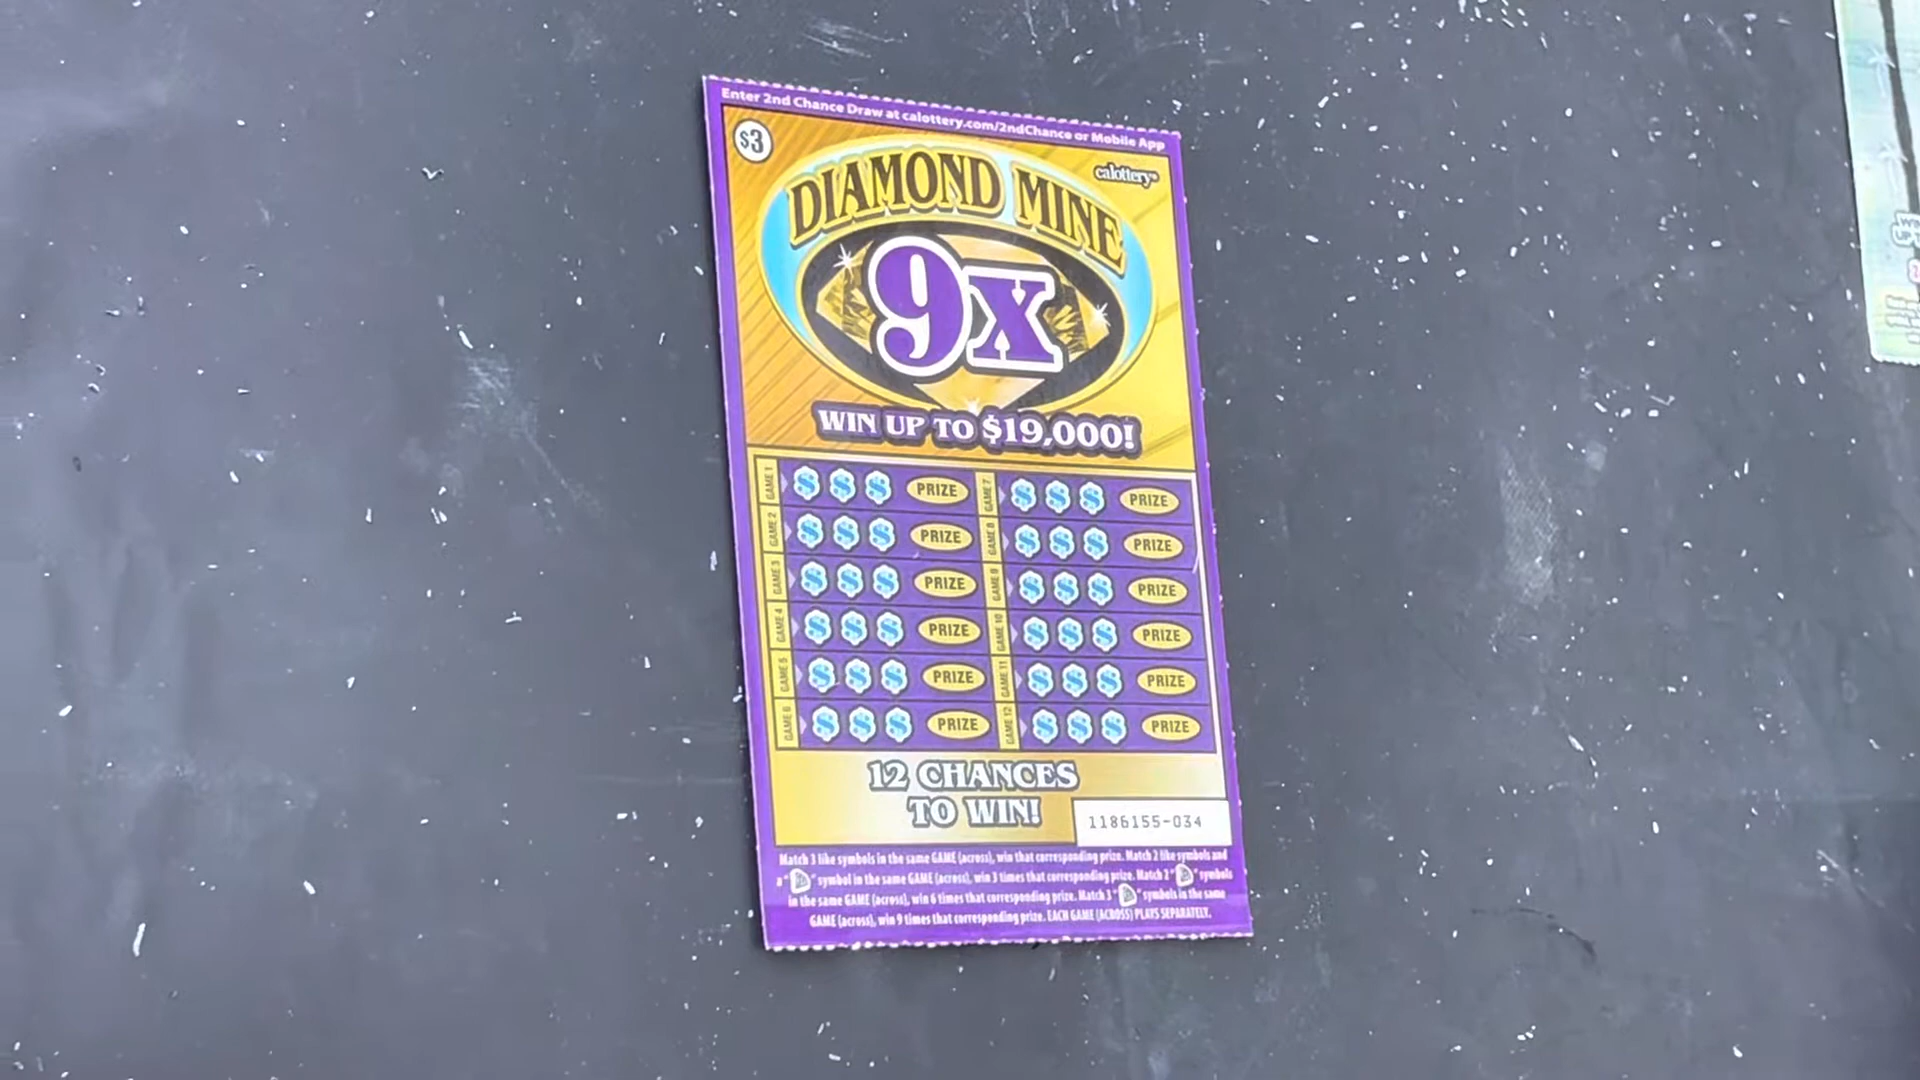 Enter 2nd Chance Draw at calottery.com/2ndChance or Mobile App
$3
calottery
DIAMOND MINE
9X
WIN UP TO $19,000!
GAME 1 $ $ $ PRIZE
GAME 2 $ $ $ PRIZE
GAME 3 $ $ $ PRIZE
GAME 4 $ $ $ PRIZE
GAME 5 $ $ $ PRIZE
GAME 6 $ $ $ PRIZE
GAME 7 $ $ $ PRIZE
GAME 8 $ $ $ PRIZE
GAME 9 $ $ $ PRIZE
GAME 10 $ $ $ PRIZE
GAME 11 $ $ $ PRIZE
GAME 12 $ $ $ PRIZE
12 CHANCES
TO WIN!
1186155-034
Match 3 like symbols in the same GAME (across), win that corresponding prize. Match 2 like symbols and
a " " symbol in the same GAME (across), win 3 times that corresponding prize. Match 2 " " symbols
in the same GAME (across), win 6 times that corresponding prize. Match 3 " " symbols in the same
GAME (across), win 9 times that corresponding prize. EACH GAME (ACROSS) PLAYS SEPARATELY.